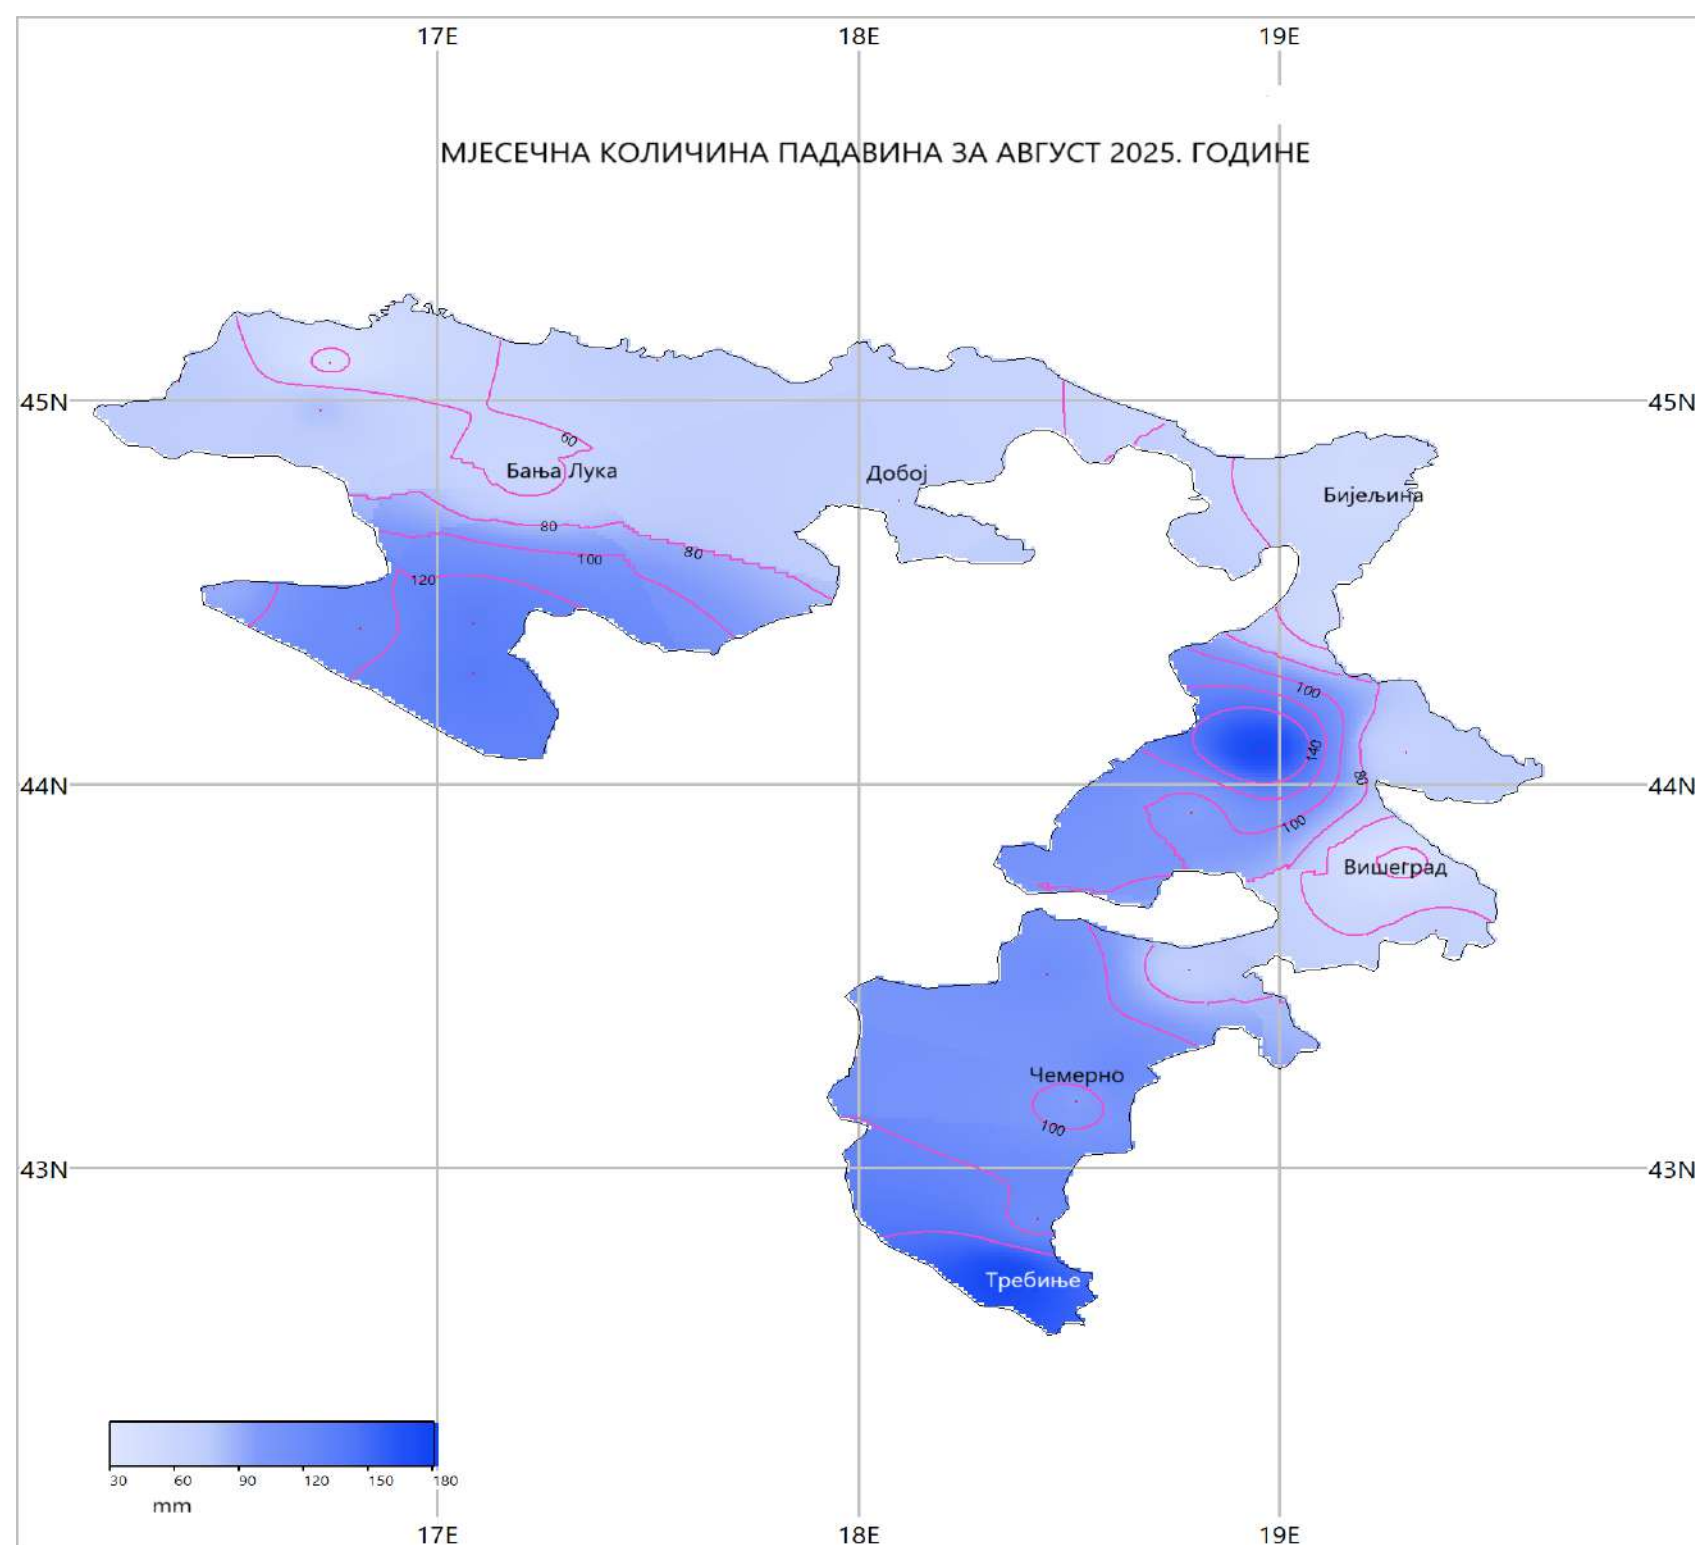 17E 18E 19E
МЈЕСЕЧНА КОЛИЧИНА ПАДАВИНА ЗА АВГУСТ 2025. ГОДИНЕ
45N 45N
60
Бања Лука
Добој
Бијељина
80
80
100
120
100
140
80
44N 44N
100
Вишеград
Чемерно
100
43N 43N
Требиње
30 60 90 120 150 180
mm
17E 18E 19E